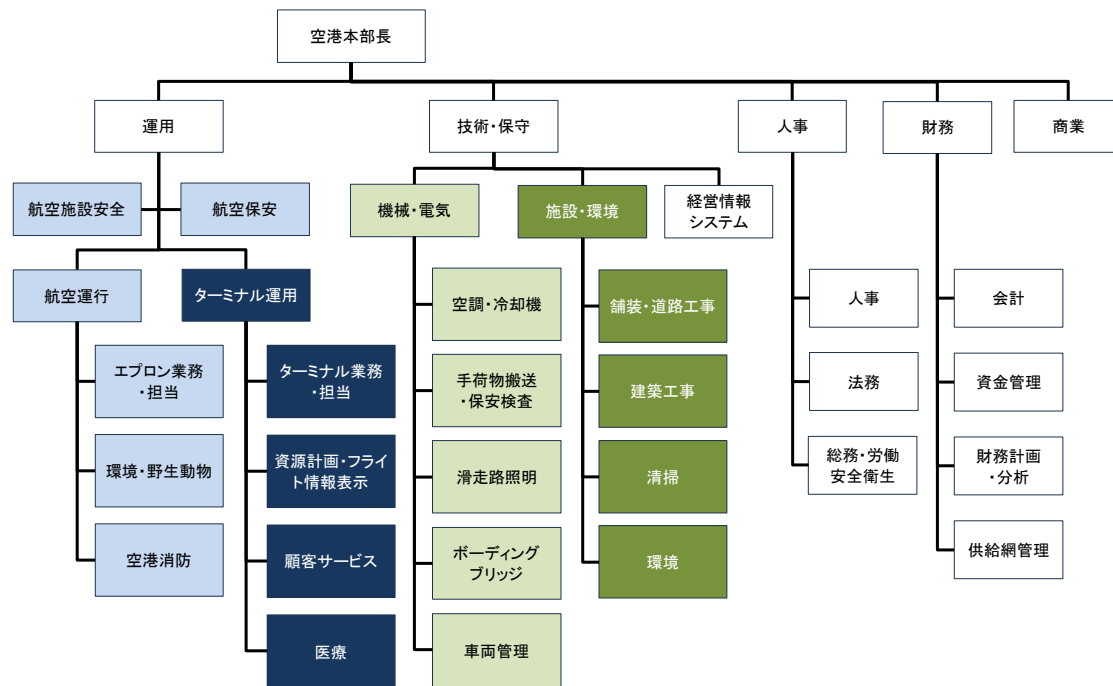 空港本部長
運用
技術・保守
人事
財務
商業
航空施設安全
航空保安
機械・電気
施設・環境
経営情報
システム
航空運行
ターミナル運用
エプロン業務
・担当
環境・野生動物
空港消防
ターミナル業務
・担当
資源計画・フライ
ト情報表示
顧客サービス
医療
空調・冷却機
手荷物搬送
・保安検査
滑走路照明
ボーディング
ブリッジ
車両管理
舗装・道路工事
建築工事
清掃
環境
人事
法務
総務・労働
安全衛生
会計
資金管理
財務計画
・分析
供給網管理